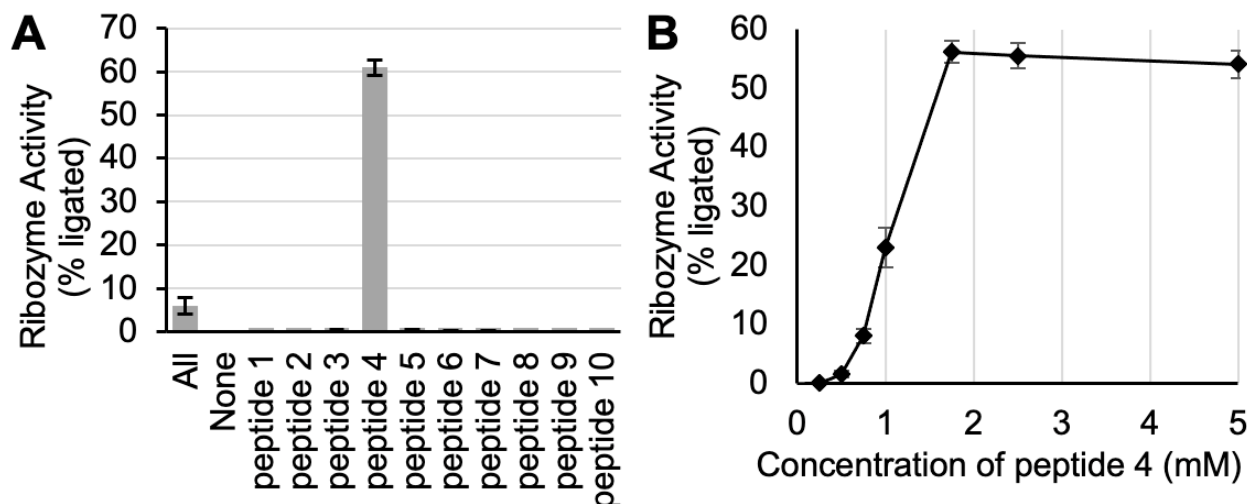 A
Ribozyme Activity
(% ligated)
70
60
50
40
30
20
10
0
All
None
peptide 1
peptide 2
peptide 3
peptide 4
peptide 5
peptide 6
peptide 7
peptide 8
peptide 9
peptide 10
B
Ribozyme Activity
(% ligated)
60
50
40
30
20
10
0
0 1 2 3 4 5
Concentration of peptide 4 (mM)